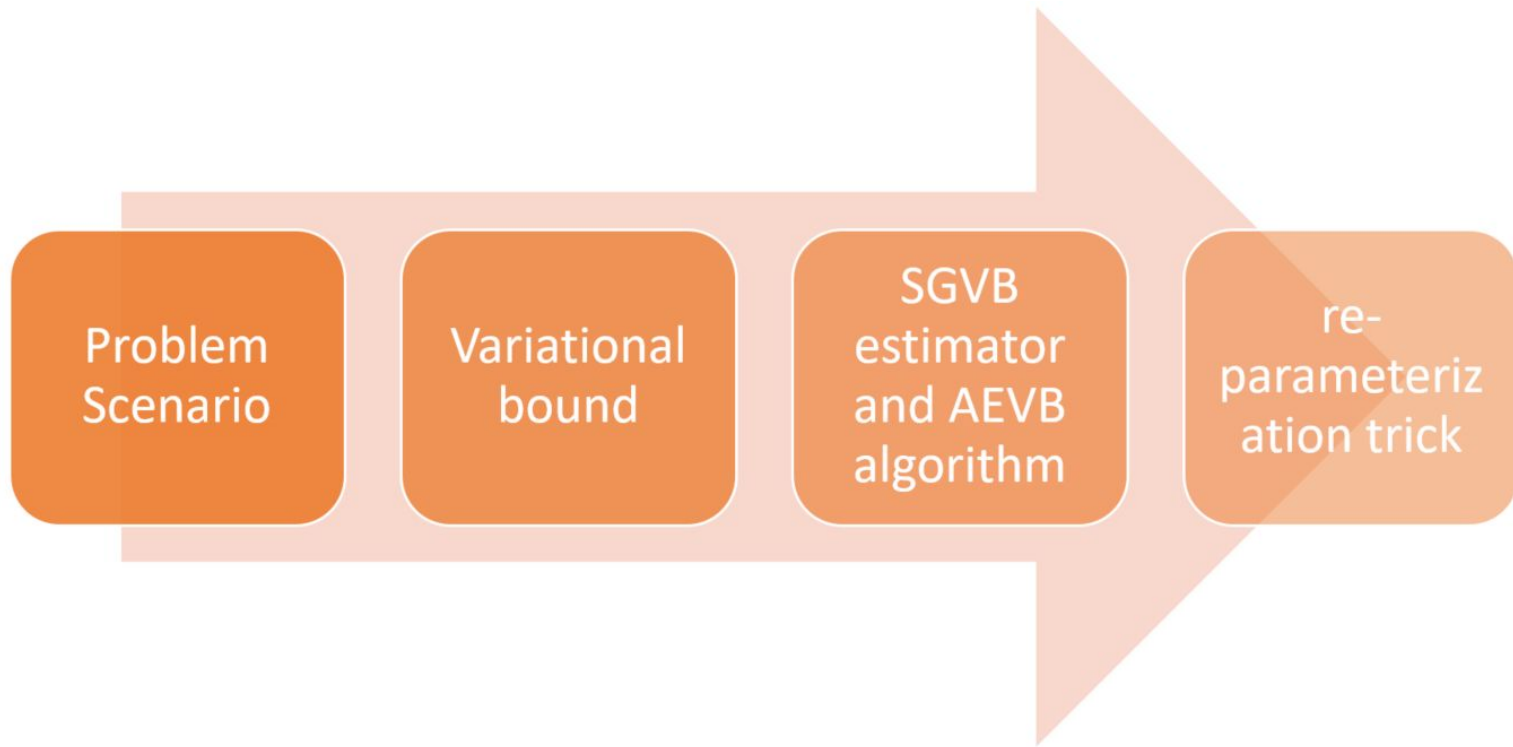 Problem
Scenario
Variational
bound
SGVB
estimator
and AEVB
algorithm
re-
parameteriz
ation trick